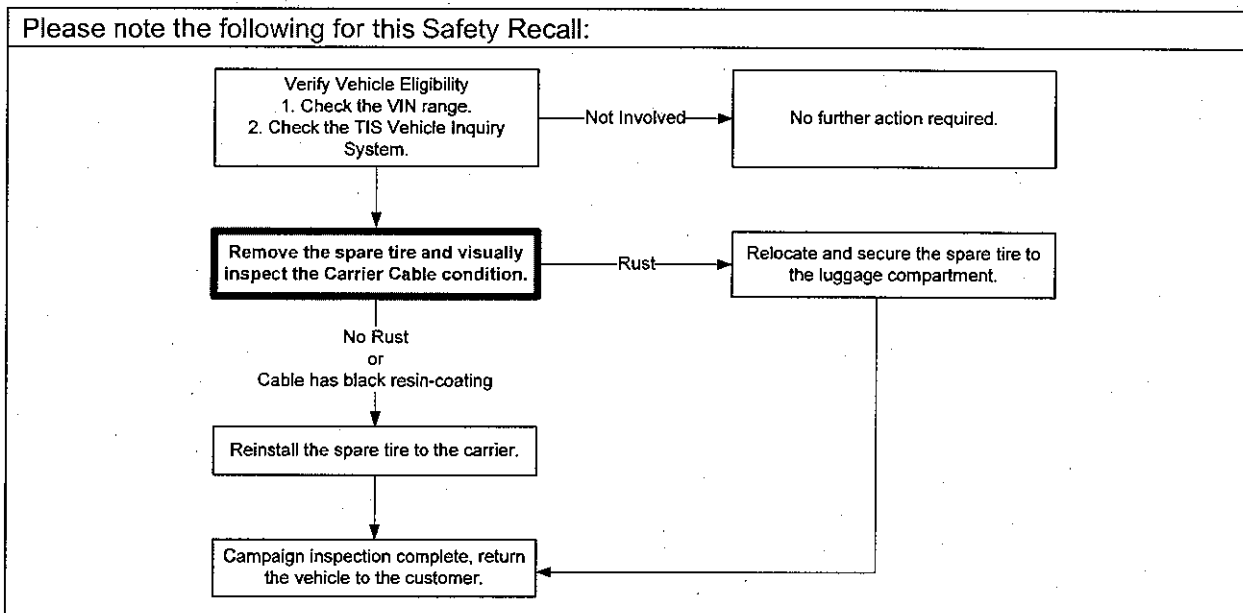 Please note the following for this Safety Recall:
Verify Vehicle Eligibility
1. Check the VIN range.
2. Check the TIS Vehicle Inquiry
System.
Not Involved
No further action required.
Remove the spare tire and visually
inspect the Carrier Cable condition.
Rust
Relocate and secure the spare tire to
the luggage compartment.
No Rust
or
Cable has black resin-coating
Reinstall the spare tire to the carrier.
Campaign inspection complete, return
the vehicle to the customer.